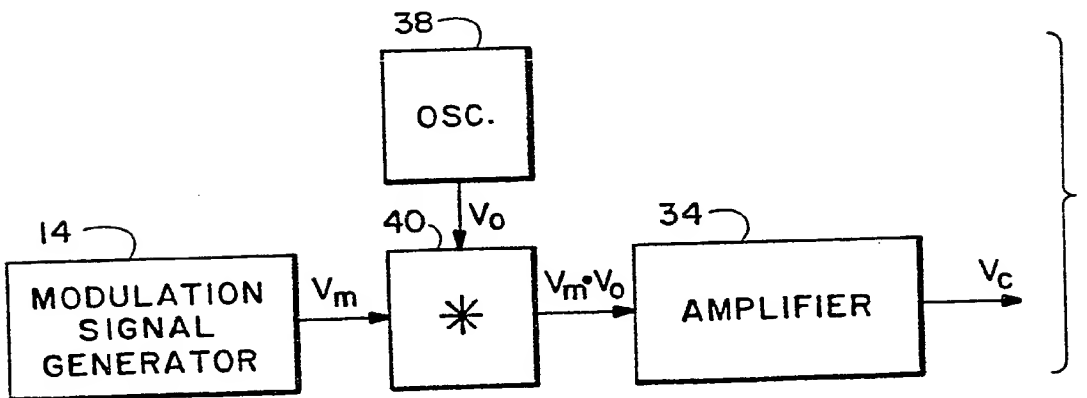 38
OSC.
Vo
14
MODULATION
SIGNAL
GENERATOR
Vm
40
*
Vm•Vo
34
AMPLIFIER
Vc